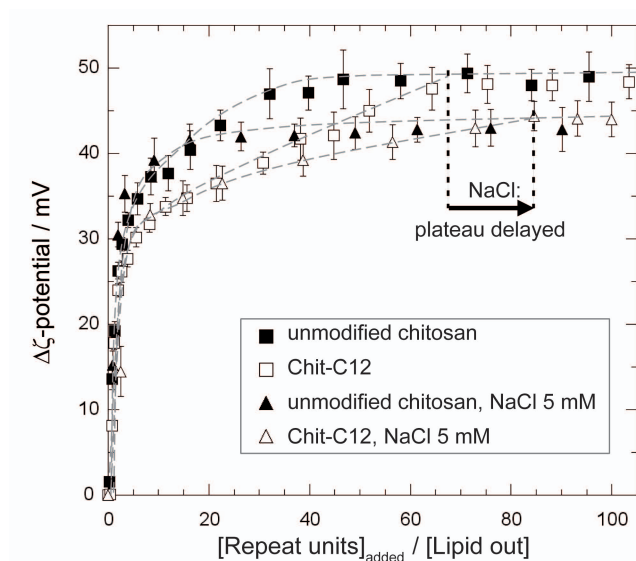 50
40
30
20
10
0
Δζ-potential / mV
NaCl:
plateau delayed
unmodified chitosan
Chit-C12
unmodified chitosan, NaCl 5 mM
Chit-C12, NaCl 5 mM
0 20 40 60 80 100
[Repeat units]added / [Lipid out]